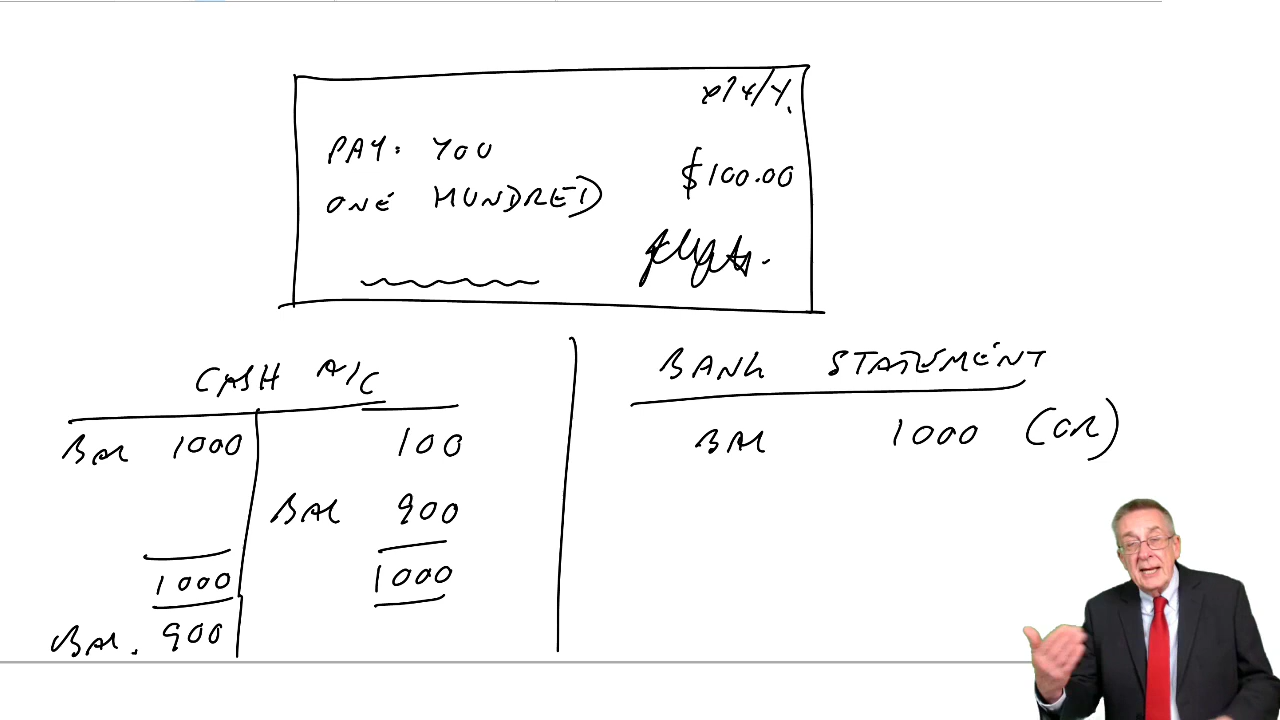 x/x/Y.
PAY: YOU
$100.00
ONE HUNDRED
CASH A/C
BAL 1000 100
BAL 900
1000 1000
BAL. 900
BANK STATEMENT
BAL 1000 (CR)